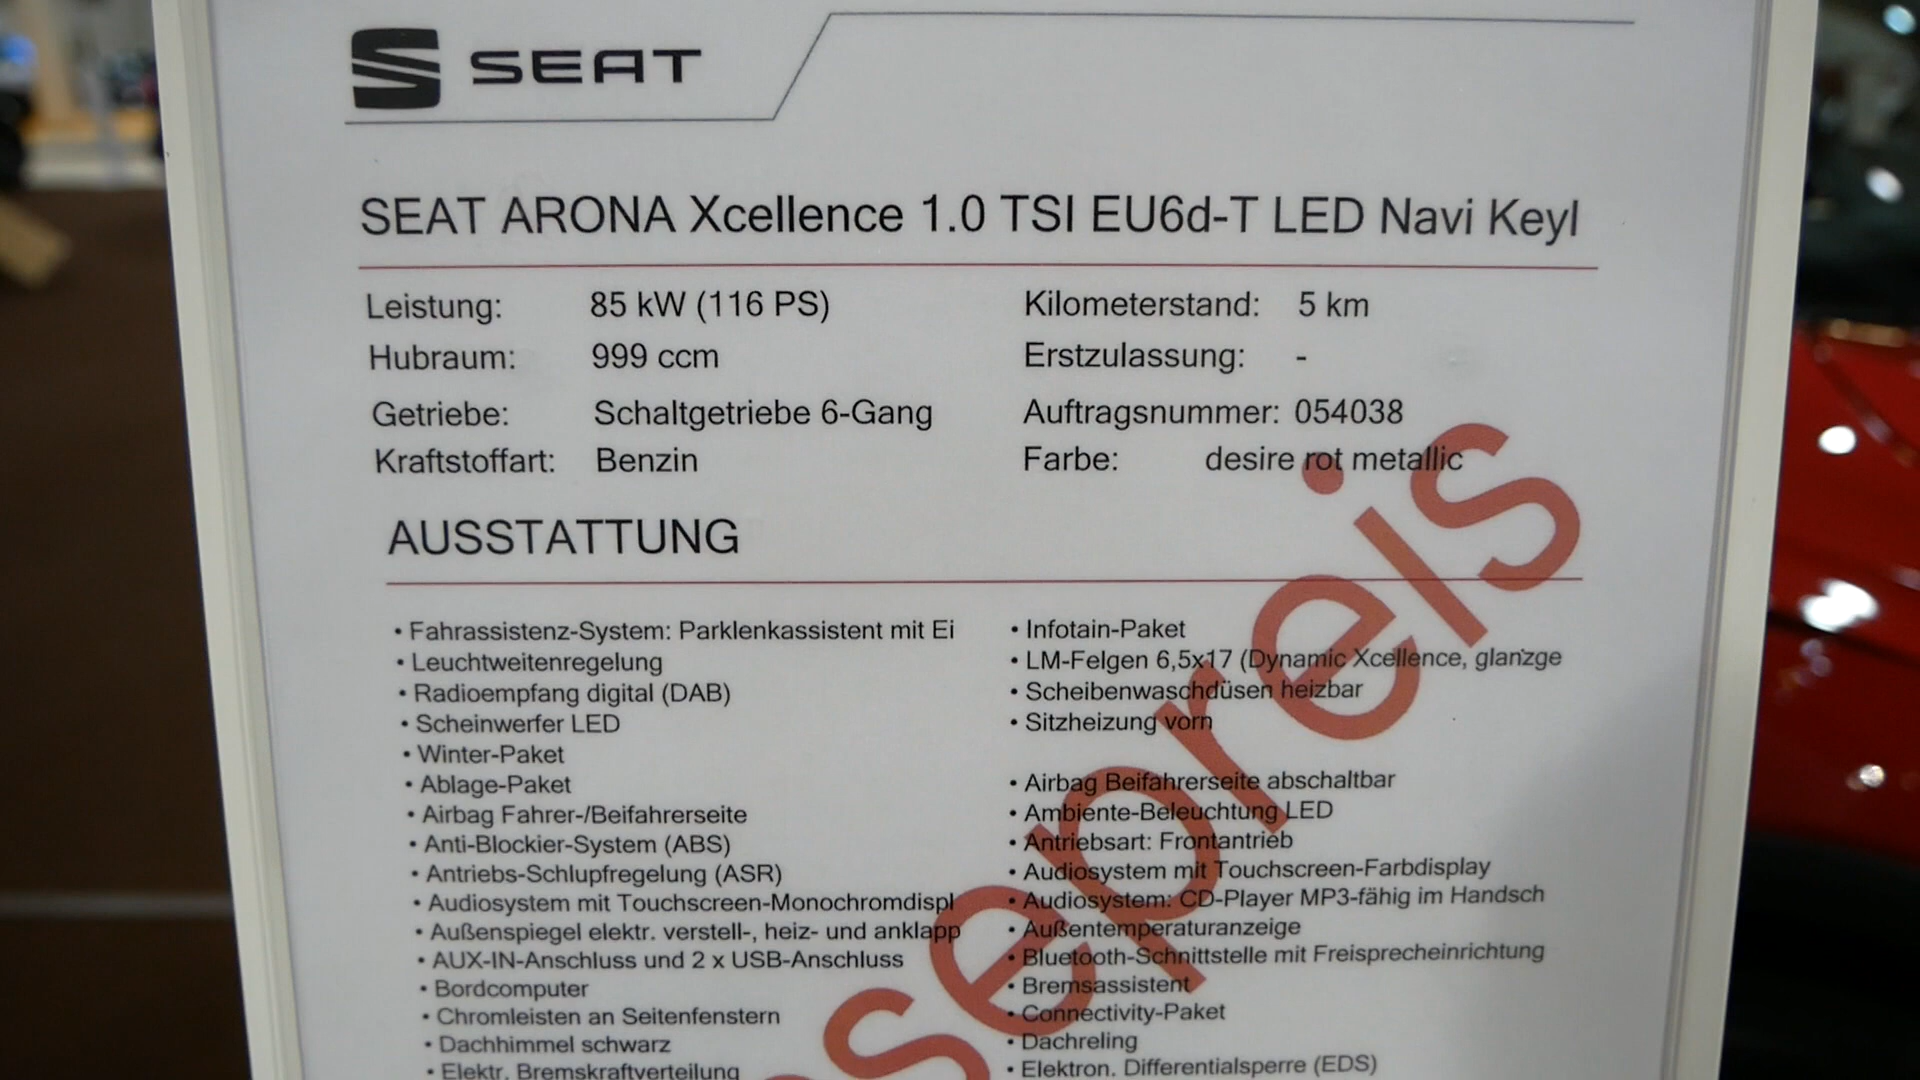 SEAT
SEAT ARONA Xcellence 1.0 TSI EU6d-T LED Navi Keyl
Leistung: 85 kW (116 PS)
Hubraum: 999 ccm
Getriebe: Schaltgetriebe 6-Gang
Kraftstoffart: Benzin
Kilometerstand: 5 km
Erstzulassung: -
Auftragsnummer: 054038
Farbe: desire rot metallic
AUSSTATTUNG
• Fahrassistenz-System: Parklenkassistent mit Ei
• Leuchtweitenregelung
• Radioempfang digital (DAB)
• Scheinwerfer LED
• Winter-Paket
• Ablage-Paket
• Airbag Fahrer-/Beifahrerseite
• Anti-Blockier-System (ABS)
• Antriebs-Schlupfregelung (ASR)
• Audiosystem mit Touchscreen-Monochromdispl
• Außenspiegel elektr. verstell-, heiz- und anklapp
• AUX-IN-Anschluss und 2 x USB-Anschluss
• Bordcomputer
• Chromleisten an Seitenfenstern
• Dachhimmel schwarz
• Elektr. Bremskraftverteilung
• Infotain-Paket
• LM-Felgen 6,5x17 (Dynamic Xcellence, glanzge
• Scheibenwaschdüsen heizbar
• Sitzheizung vorn
• Airbag Beifahrerseite abschaltbar
• Ambiente-Beleuchtung LED
• Antriebsart: Frontantrieb
• Audiosystem mit Touchscreen-Farbdisplay
• Audiosystem: CD-Player MP3-fähig im Handsch
• Außentemperaturanzeige
• Bluetooth-Schnittstelle mit Freisprecheinrichtung
• Bremsassistent
• Connectivity-Paket
• Dachreling
• Elektron. Differentialsperre (EDS)
sepreis